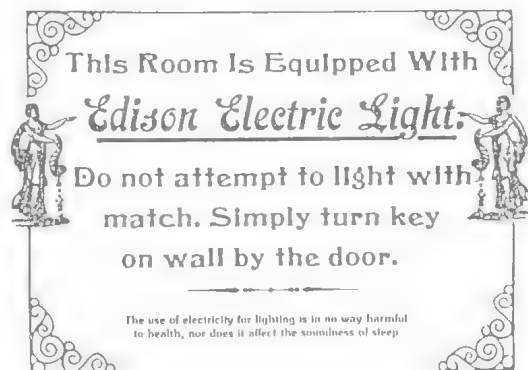 This Room Is Equipped With
Edison Electric Light.
Do not attempt to light with
match. Simply turn key
on wall by the door.
The use of electricity for lighting is in no way harmful
to health, nor does it affect the soundness of sleep